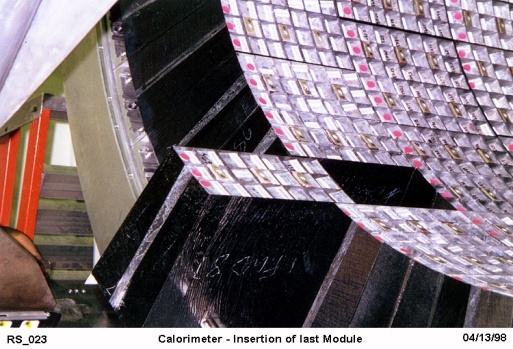 RS_023 Calorimeter - Insertion of last Module 04/13/98